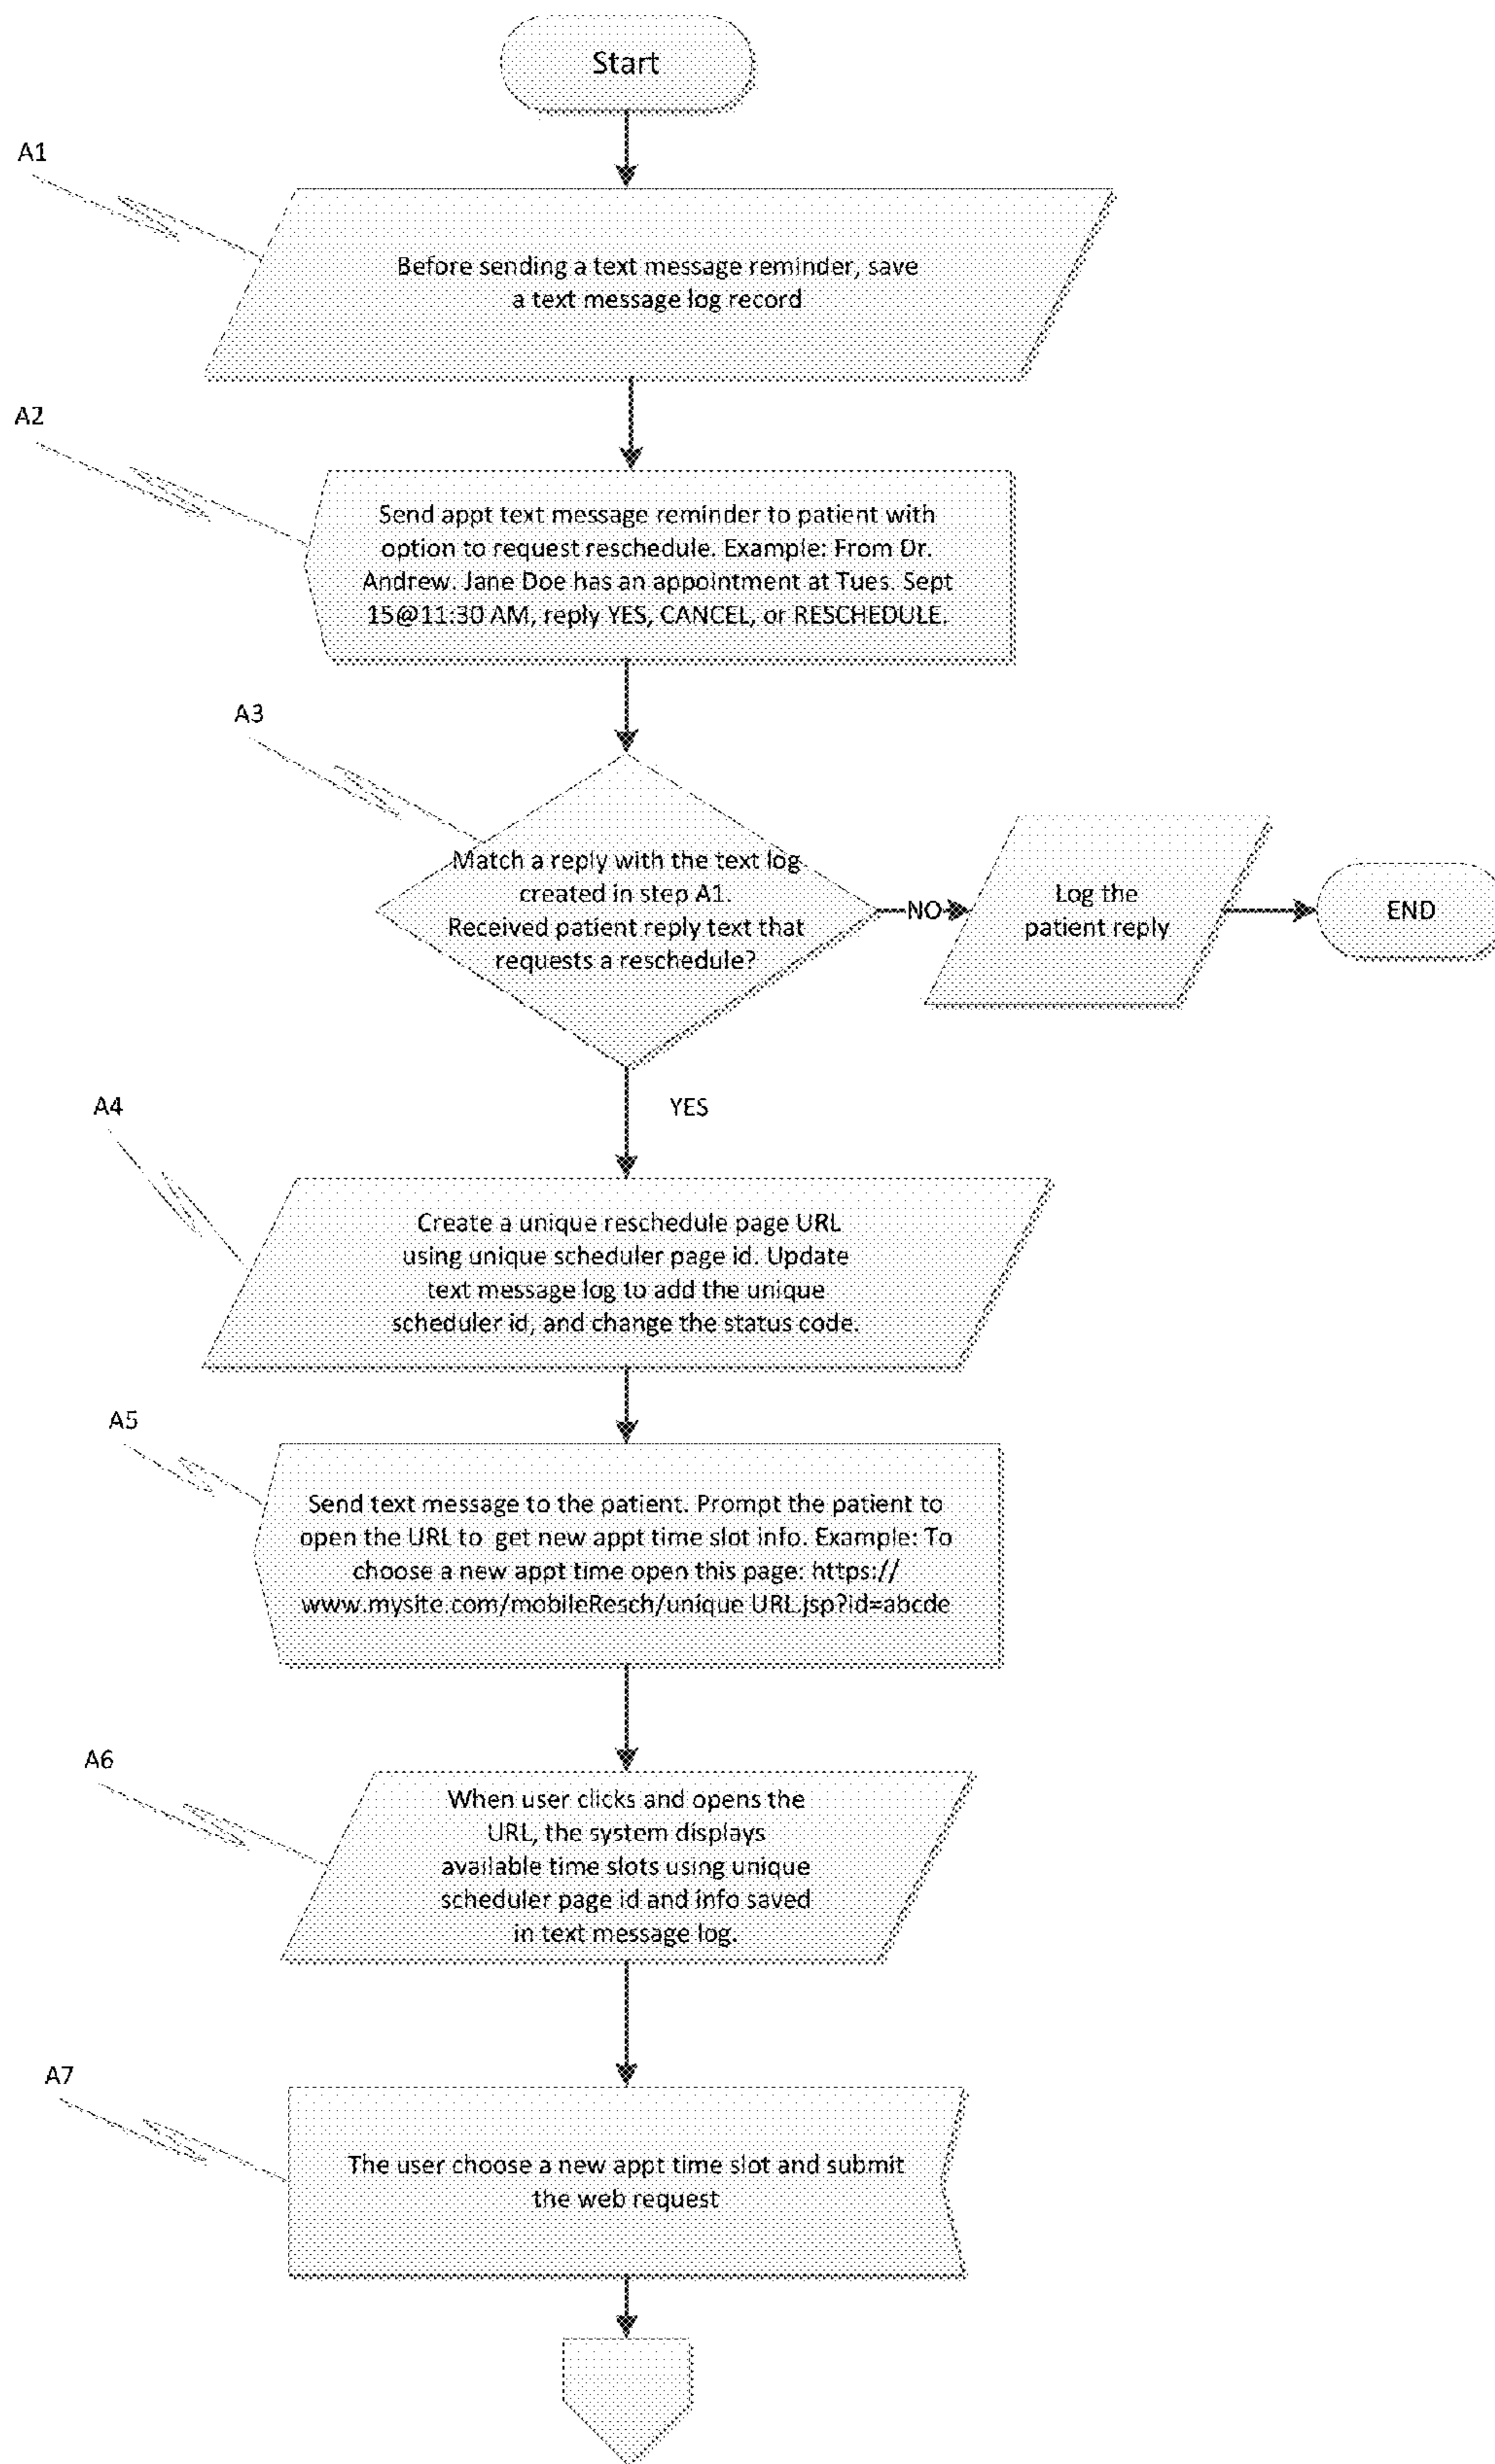 Start
A1
Before sending a text message reminder, save
a text message log record
A2
Send appt text message reminder to patient with
option to request reschedule. Example: From Dr.
Andrew. Jane Doe has an appointment at Tues. Sept
15@11:30 AM, reply YES, CANCEL, or RESCHEDULE.
A3
Match a reply with the text log
created in step A1.
Received patient reply text that
requests a reschedule?
NO
Log the
patient reply
END
YES
A4
Create a unique reschedule page URL
using unique scheduler page id. Update
text message log to add the unique
scheduler id, and change the status code.
A5
Send text message to the patient. Prompt the patient to
open the URL to get new appt time slot info. Example: To
choose a new appt time open this page: https://
www.mysite.com/mobileResch/unique URL.jsp?id=abcde
A6
When user clicks and opens the
URL, the system displays
available time slots using unique
scheduler page id and info saved
in text message log.
A7
The user choose a new appt time slot and submit
the web request